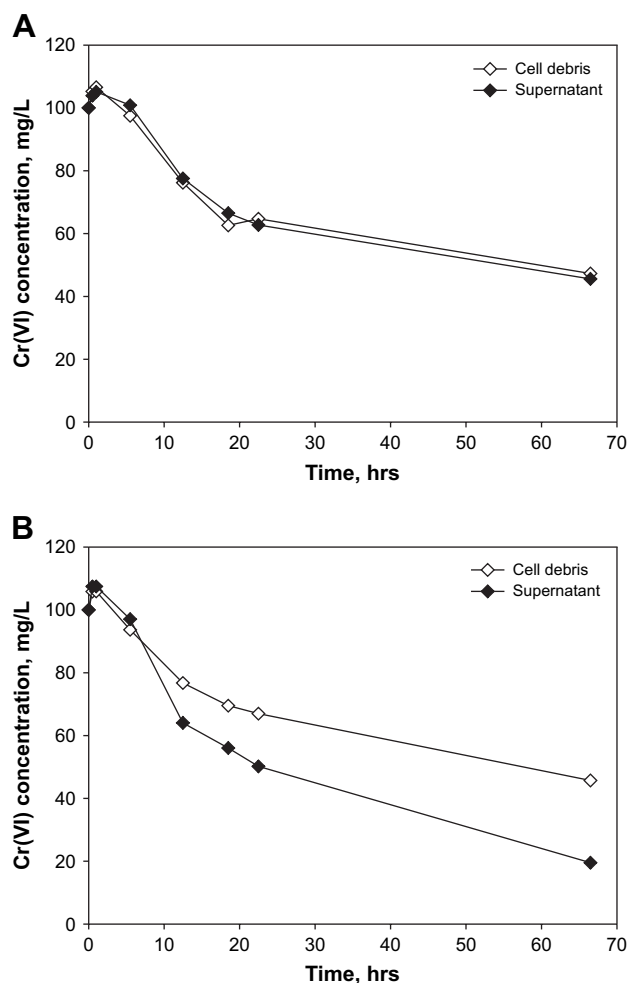 A
120
100
80
60
40
20
0
Cr(VI) concentration, mg/L
Cell debris
Supernatant
0 10 20 30 40 50 60 70
Time, hrs
B
120
100
80
60
40
20
0
Cr(VI) concentration, mg/L
Cell debris
Supernatant
0 10 20 30 40 50 60 70
Time, hrs